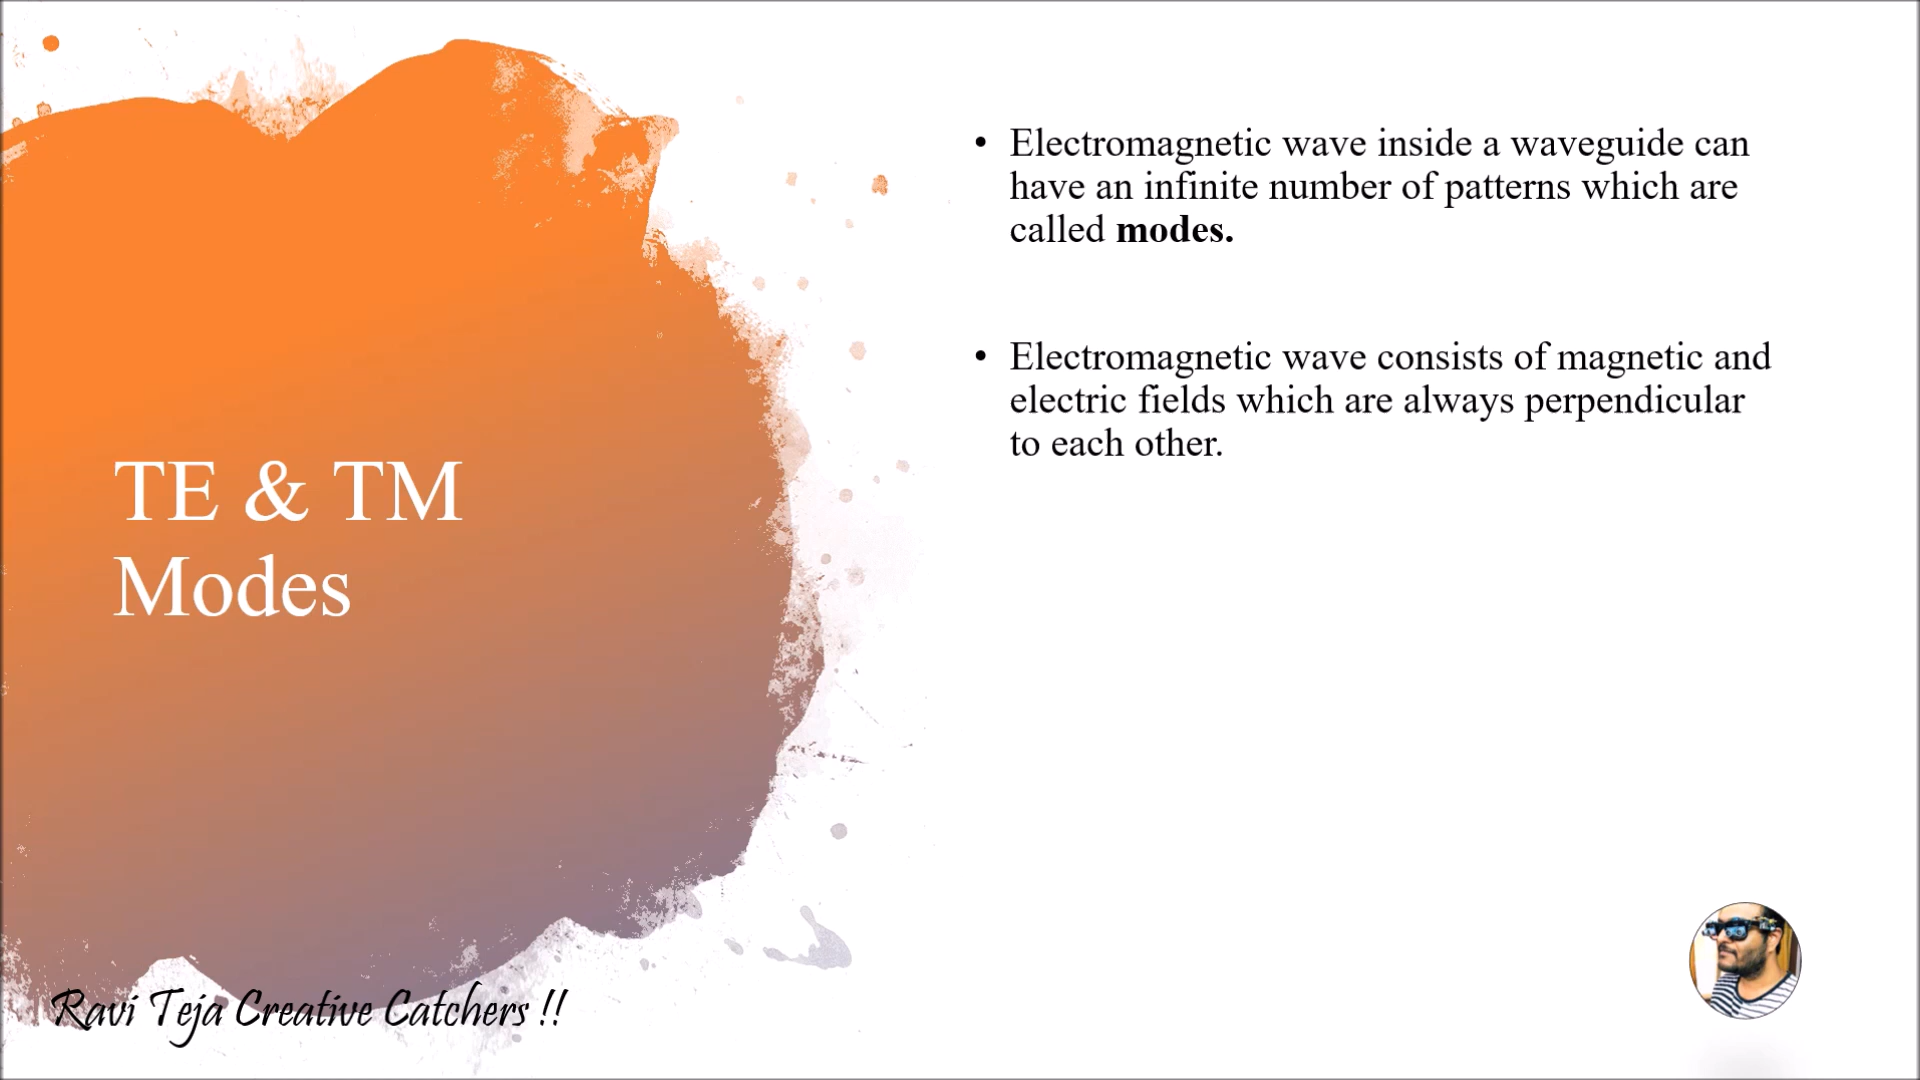 TE & TM
Modes
• Electromagnetic wave inside a waveguide can
have an infinite number of patterns which are
called modes.
• Electromagnetic wave consists of magnetic and
electric fields which are always perpendicular
to each other.
Ravi Teja Creative Catchers !!